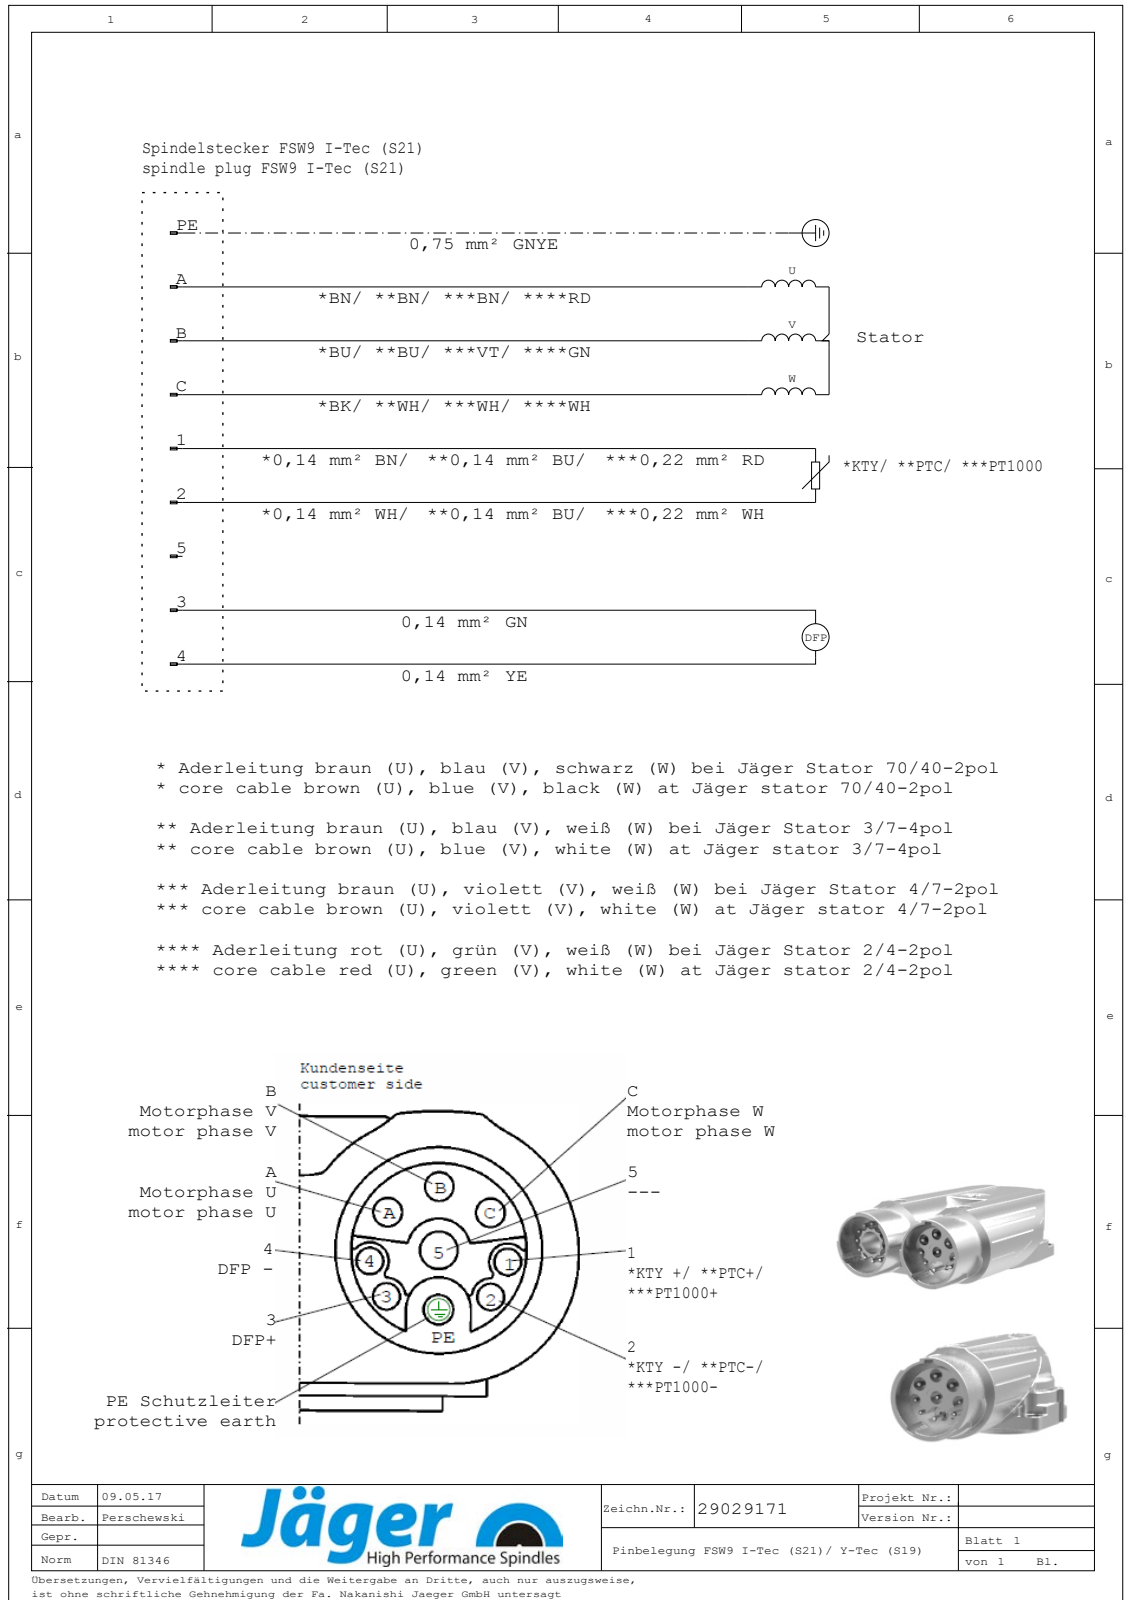 1 2 3 4 5 6
a a
Spindelstecker FSW9 I-Tec (S21)
spindle plug FSW9 I-Tec (S21)
PE
0,75 mm² GNYE
A
*BN/ **BN/ ***BN/ ****RD
U
b b
B
*BU/ **BU/ ***VT/ ****GN
V
Stator
C
*BK/ **WH/ ***WH/ ****WH
W
1
*0,14 mm² BN/ **0,14 mm² BU/ ***0,22 mm² RD
*KTY/ **PTC/ ***PT1000
2
*0,14 mm² WH/ **0,14 mm² BU/ ***0,22 mm² WH
5
c c
3
0,14 mm² GN
DFP
4
0,14 mm² YE
* Aderleitung braun (U), blau (V), schwarz (W) bei Jäger Stator 70/40-2pol
* core cable brown (U), blue (V), black (W) at Jäger stator 70/40-2pol
d d
** Aderleitung braun (U), blau (V), weiß (W) bei Jäger Stator 3/7-4pol
** core cable brown (U), blue (V), white (W) at Jäger stator 3/7-4pol
*** Aderleitung braun (U), violett (V), weiß (W) bei Jäger Stator 4/7-2pol
*** core cable brown (U), violett (V), white (W) at Jäger stator 4/7-2pol
**** Aderleitung rot (U), grün (V), weiß (W) bei Jäger Stator 2/4-2pol
**** core cable red (U), green (V), white (W) at Jäger stator 2/4-2pol
e e
Kundenseite
customer side
B
Motorphase V
motor phase V
C
Motorphase W
motor phase W
A
Motorphase U
motor phase U
5
---
f f
4
DFP -
1
*KTY +/ **PTC+/
***PT1000+
3
DFP+
2
*KTY -/ **PTC-/
***PT1000-
B
A C
5
4 1
3 2
PE
PE Schutzleiter
protective earth
g g
Datum 09.05.17
Bearb. Perschewski
Gepr.
Norm DIN 81346
Jäger
High Performance Spindles
Zeichn.Nr.: 29029171
Projekt Nr.:
Version Nr.:
Pinbelegung FSW9 I-Tec (S21)/ Y-Tec (S19)
Blatt 1
von 1 Bl.
Übersetzungen, Vervielfältigungen und die Weitergabe an Dritte, auch nur auszugsweise,
ist ohne schriftliche Gehnehmigung der Fa. Nakanishi Jaeger GmbH untersagt